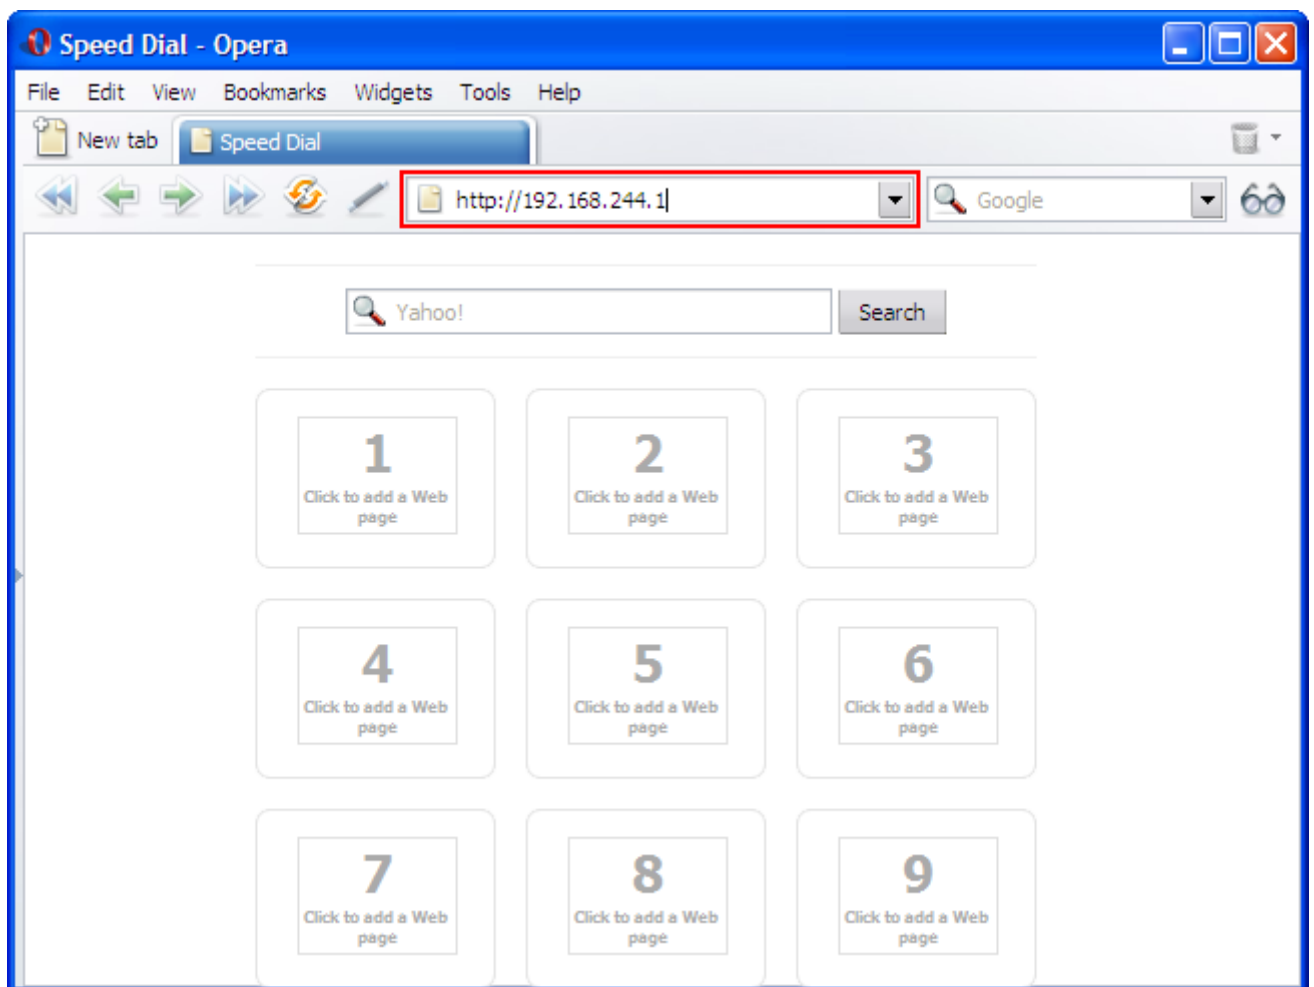 Speed Dial - Opera
File Edit View Bookmarks Widgets Tools Help
New tab Speed Dial
http://192.168.244.1 Google
Yahoo! Search
1 2 3
Click to add a Web Click to add a Web Click to add a Web
page page page
4 5 6
Click to add a Web Click to add a Web Click to add a Web
page page page
7 8 9
Click to add a Web Click to add a Web Click to add a Web
page page page